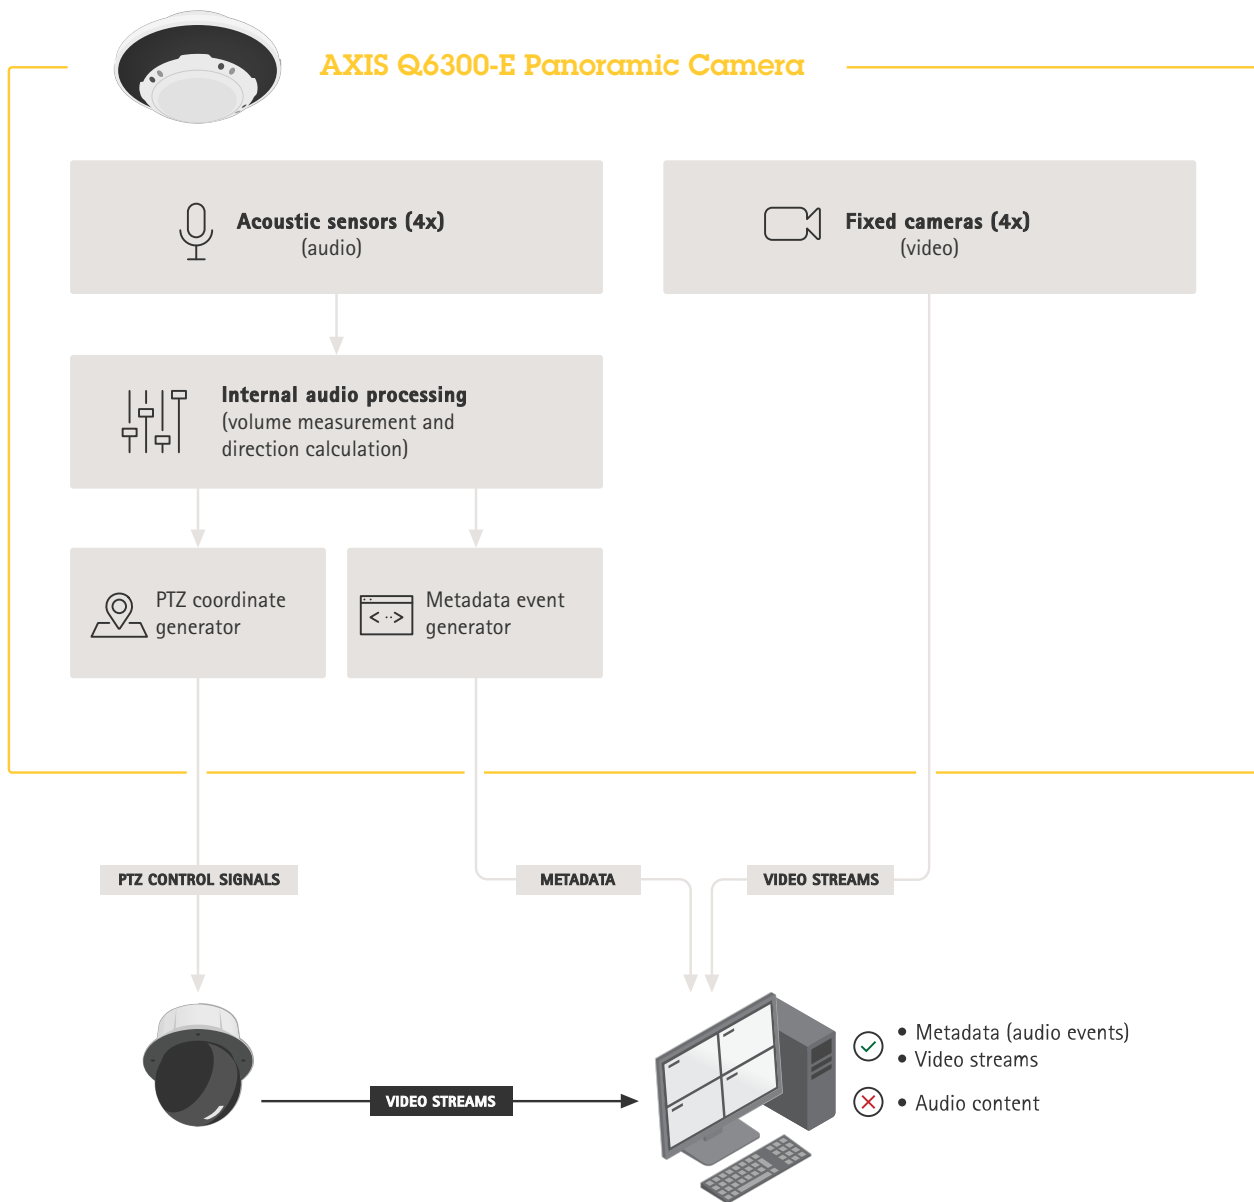 AXIS Q6300-E Panoramic Camera
Acoustic sensors (4x)
(audio)
Fixed cameras (4x)
(video)
Internal audio processing
(volume measurement and
direction calculation)
PTZ coordinate
generator
Metadata event
generator
PTZ CONTROL SIGNALS
METADATA
VIDEO STREAMS
• Metadata (audio events)
• Video streams
• Audio content
VIDEO STREAMS